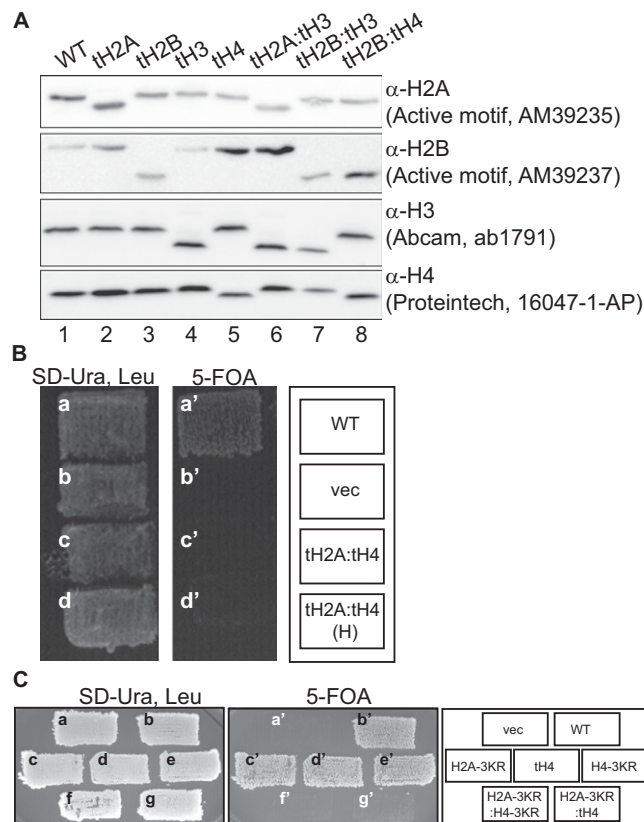 A
WT tH2A tH2B tH3 tH4 tH2A:tH3 tH2B:tH3 tH2B:tH4
α-H2A
(Active motif, AM39235)
α-H2B
(Active motif, AM39237)
α-H3
(Abcam, ab1791)
α-H4
(Proteintech, 16047-1-AP)
1 2 3 4 5 6 7 8
B
SD-Ura, Leu 5-FOA
a a’ WT
b b’ vec
c c’ tH2A:tH4
d d’ tH2A:tH4
(H)
C
SD-Ura, Leu 5-FOA
a b a’ b’ vec WT
c d e c’ d’ e’ H2A-3KR tH4 H4-3KR
f g f’ g’ H2A-3KR H2A-3KR
:H4-3KR :tH4